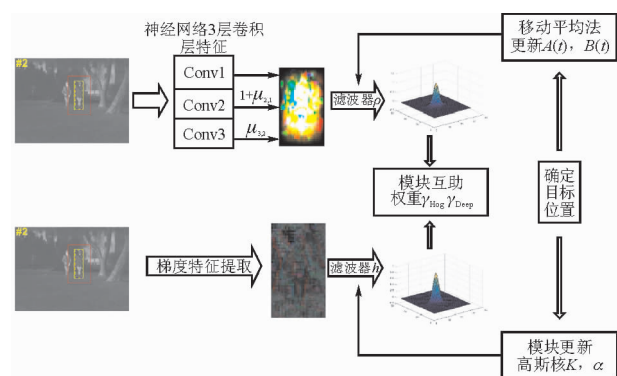 神经网络3层卷积
层特征
#2
Conv1
Conv2
Conv3
1+μ2,1
μ3,2
滤波器ρ
移动平均法
更新A(t)，B(t)
模块互助
权重γHog γDeep
确定
目标
位置
#2
梯度特征提取
滤波器h
模块更新
高斯核K，α